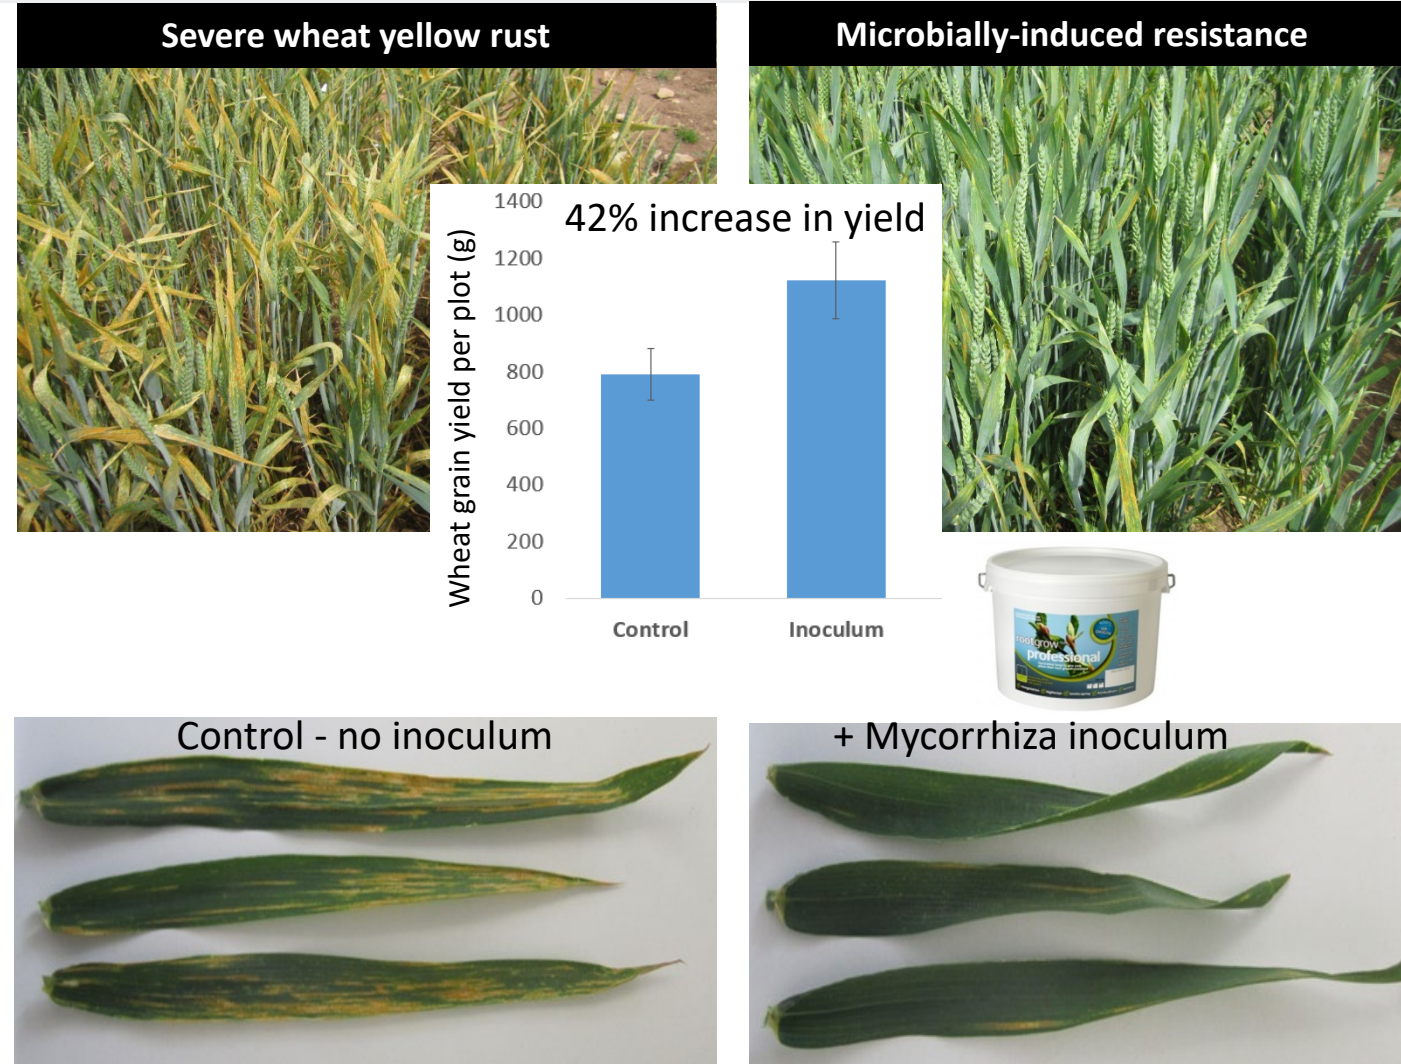 Severe wheat yellow rust
Microbially-induced resistance
42% increase in yield
Wheat grain yield per plot (g)
1400
1200
1000
800
600
400
200
0
Control
Inoculum
rootgrow
professional
Control - no inoculum
+ Mycorrhiza inoculum